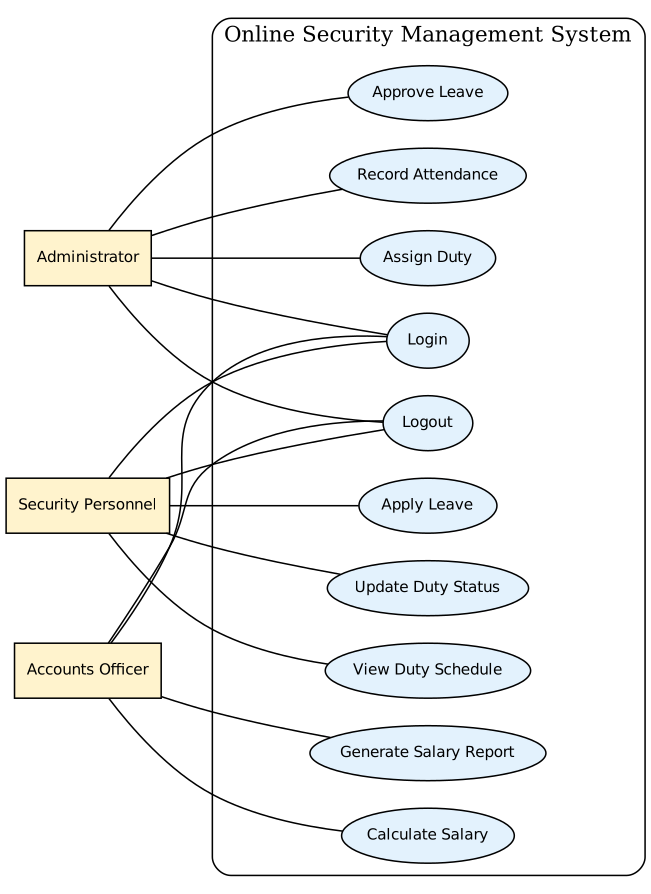 Online Security Management System
Approve Leave
Record Attendance
Administrator
Assign Duty
Login
Logout
Security Personnel
Apply Leave
Update Duty Status
Accounts Officer
View Duty Schedule
Generate Salary Report
Calculate Salary